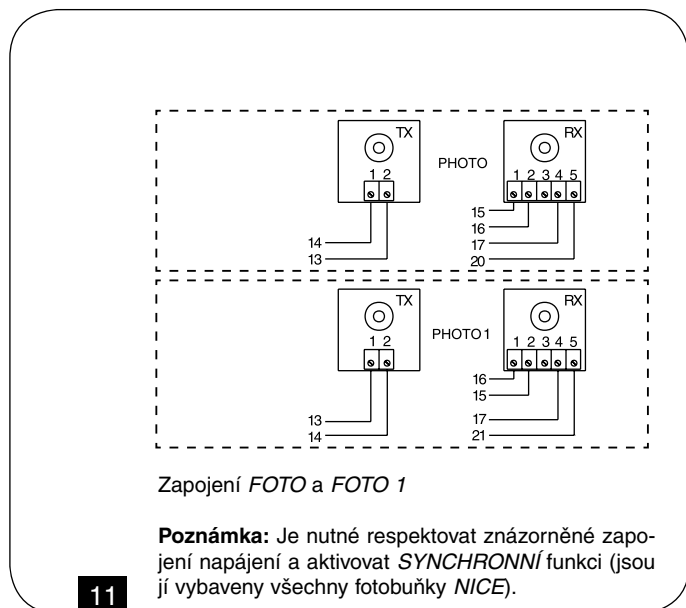 TX
RX
PHOTO
1 2
1 2 3 4 5
15
16
14
17
13
20
TX
RX
PHOTO 1
1 2
1 2 3 4 5
16
15
13
17
14
21
Zapojení FOTO a FOTO 1
Poznámka: Je nutné respektovat znázorněné zapo-
jení napájení a aktivovat SYNCHRONNÍ funkci (jsou
jí vybaveny všechny fotobuňky NICE).
11